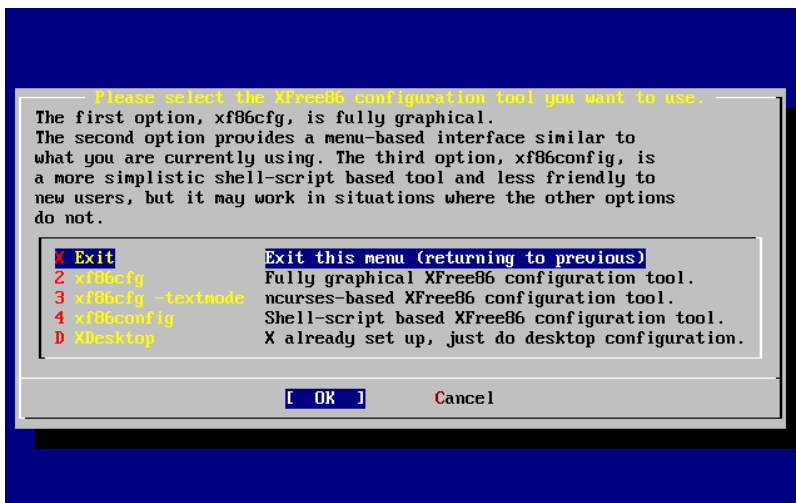 Please select the XFree86 configuration tool you want to use.
The first option, xf86cfg, is fully graphical.
The second option provides a menu-based interface similar to
what you are currently using. The third option, xf86config, is
a more simplistic shell-script based tool and less friendly to
new users, but it may work in situations where the other options
do not.
X Exit Exit this menu (returning to previous)
2 xf86cfg Fully graphical XFree86 configuration tool.
3 xf86cfg -textmode ncurses-based XFree86 configuration tool.
4 xf86config Shell-script based XFree86 configuration tool.
D XDesktop X already set up, just do desktop configuration.
[ OK ] Cancel